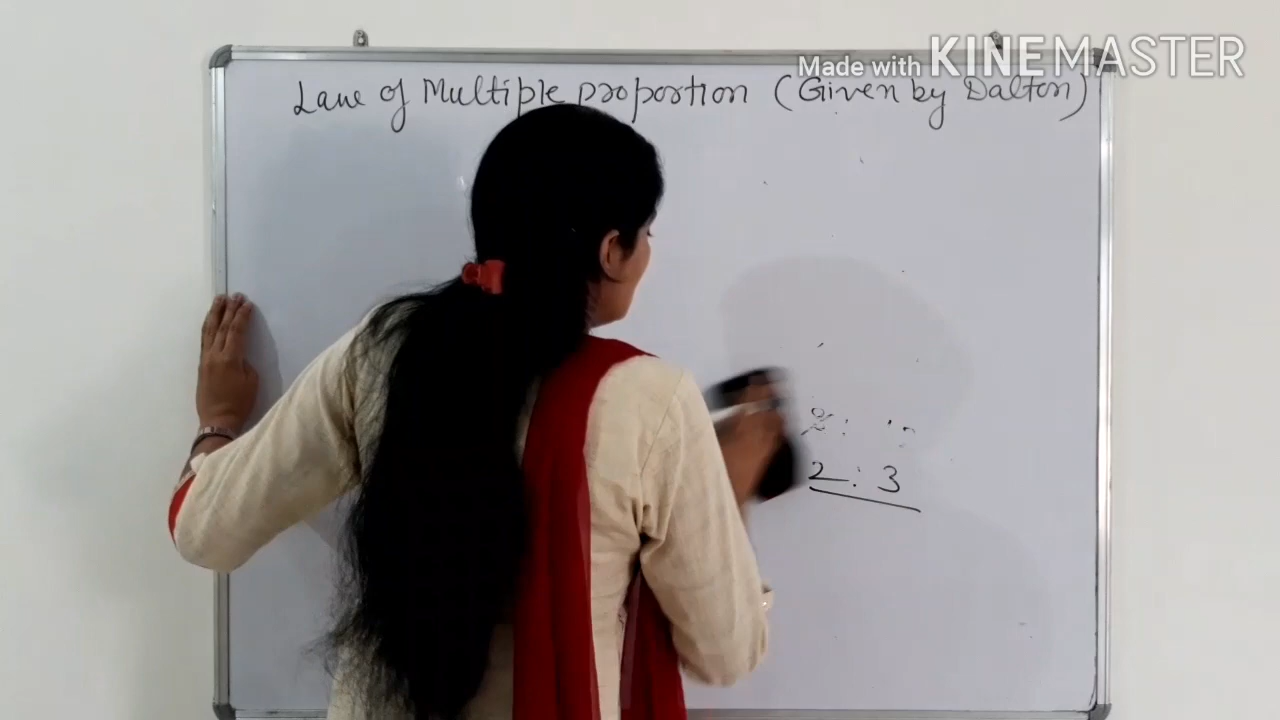 Made with KINEMASTER
Law of Multiple proportion (Given by Dalton)
2 : 3